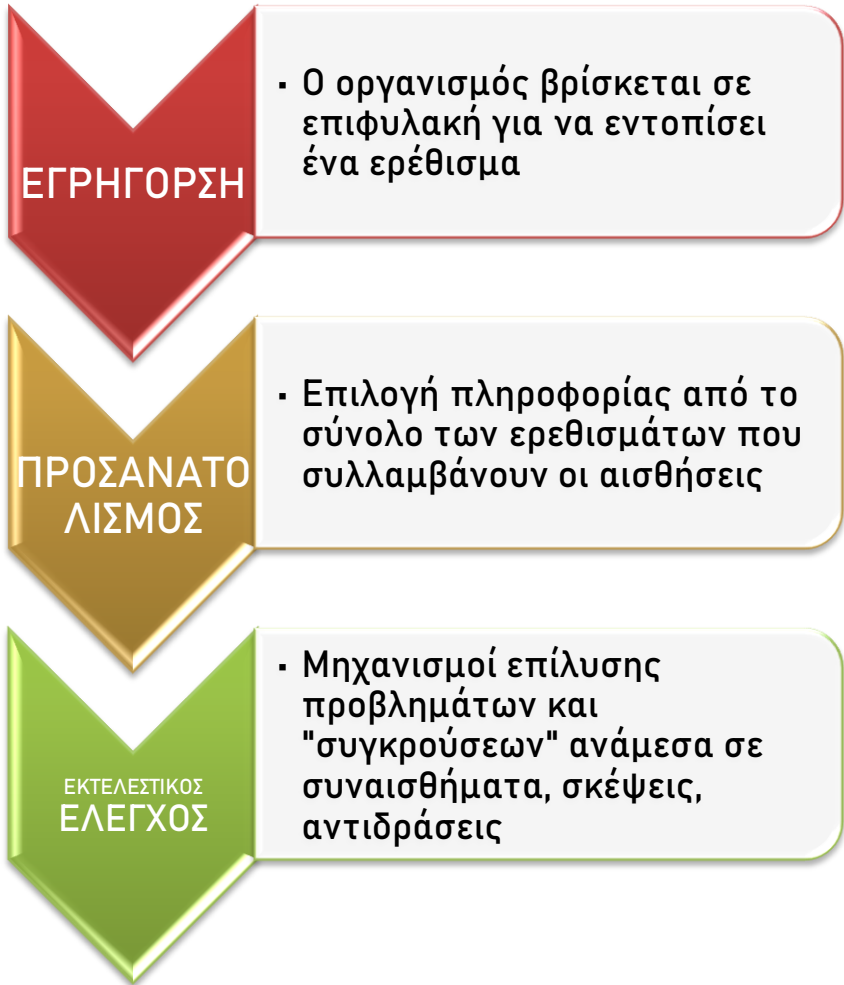 ΕΓΡΗΓΟΡΣΗ
▪ Ο οργανισμός βρίσκεται σε
επιφυλακή για να εντοπίσει
ένα ερέθισμα
ΠΡΟΣΑΝΑΤΟ
ΛΙΣΜΟΣ
▪ Επιλογή πληροφορίας από το
σύνολο των ερεθισμάτων που
συλλαμβάνουν οι αισθήσεις
ΕΚΤΕΛΕΣΤΙΚΟΣ
ΕΛΕΓΧΟΣ
▪ Μηχανισμοί επίλυσης
προβλημάτων και
"συγκρούσεων" ανάμεσα σε
συναισθήματα, σκέψεις,
αντιδράσεις